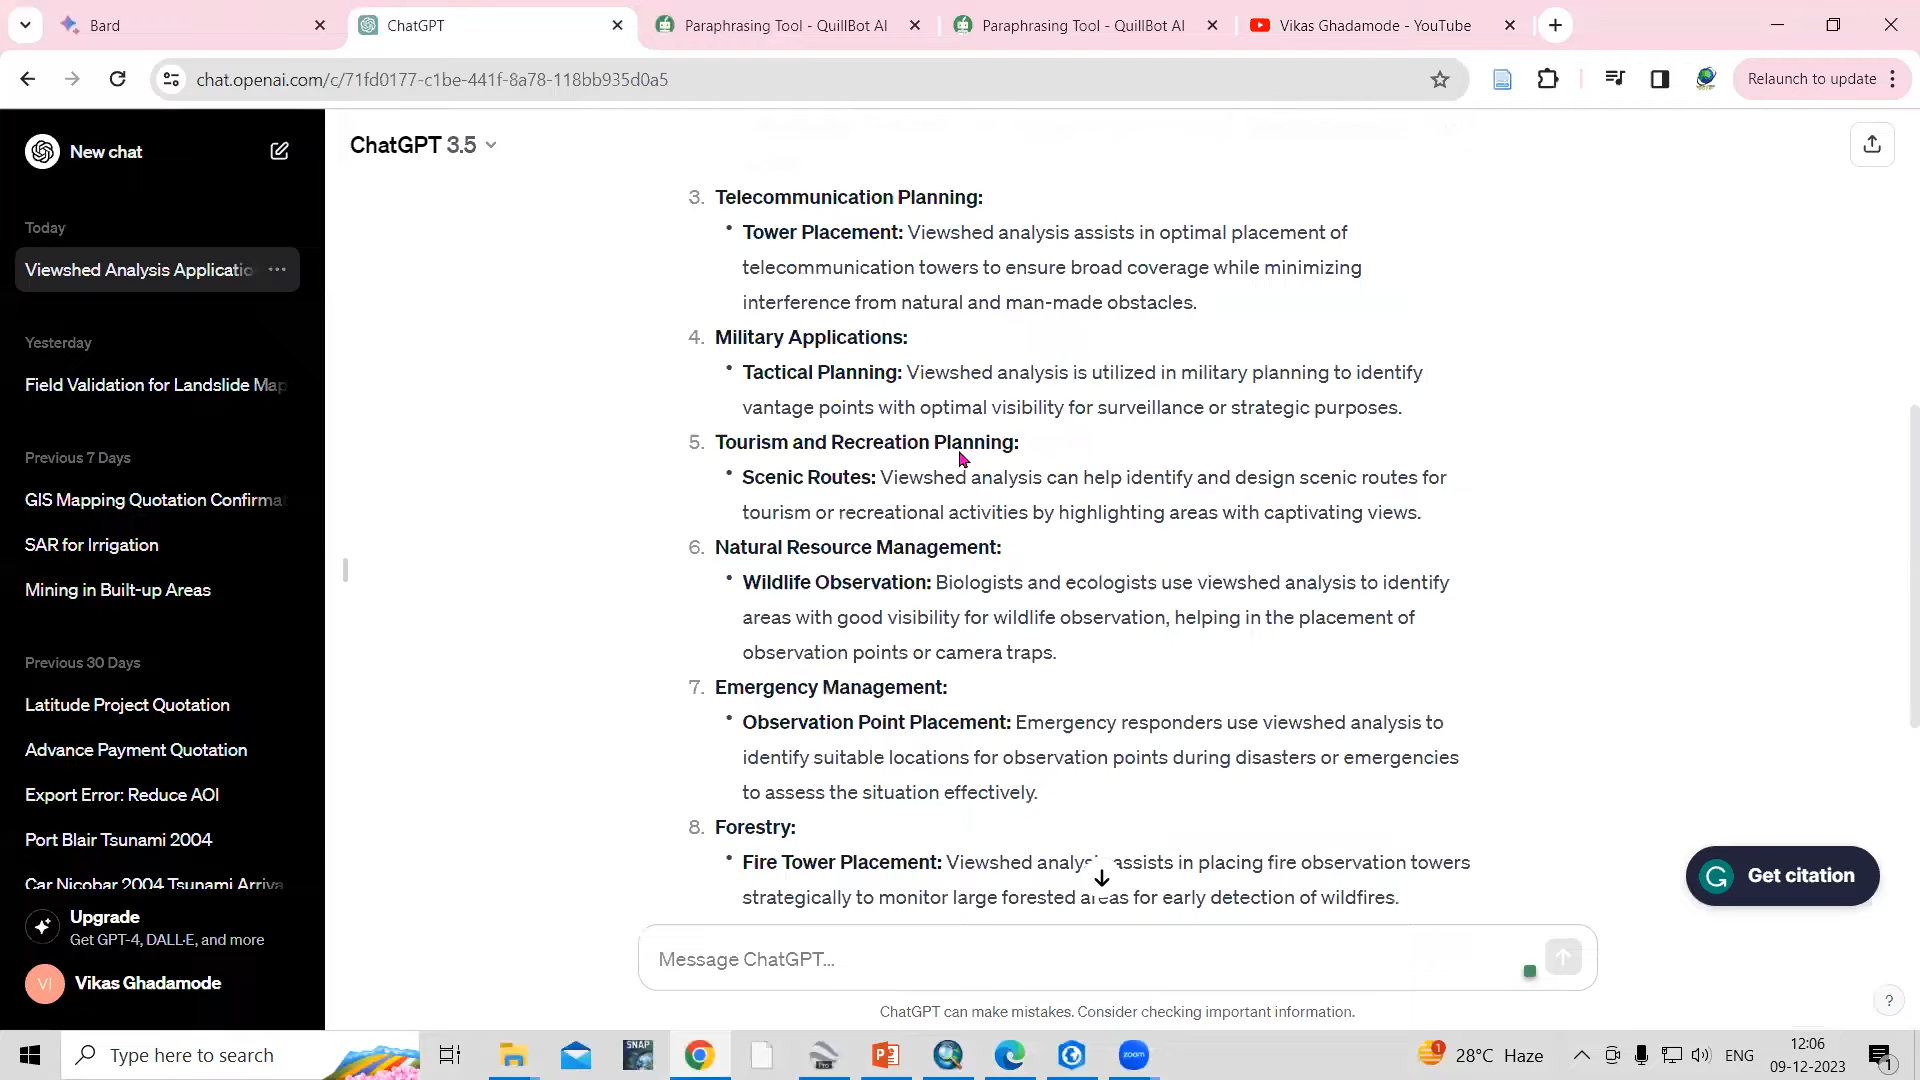 Bard
ChatGPT
Paraphrasing Tool - QuillBot AI
Paraphrasing Tool - QuillBot AI
Vikas Ghadamode - YouTube
chat.openai.com/c/71fd0177-c1be-441f-8a78-118bb935d0a5
Relaunch to update
New chat
Today
Viewshed Analysis Applicatio
Yesterday
Field Validation for Landslide Map
Previous 7 Days
GIS Mapping Quotation Confirmat
SAR for Irrigation
Mining in Built-up Areas
Previous 30 Days
Latitude Project Quotation
Advance Payment Quotation
Export Error: Reduce AOI
Port Blair Tsunami 2004
Car Nicobar 2004 Tsunami Arriva
Upgrade
Get GPT-4, DALL·E, and more
VI Vikas Ghadamode
ChatGPT 3.5
3. Telecommunication Planning:
• Tower Placement: Viewshed analysis assists in optimal placement of
telecommunication towers to ensure broad coverage while minimizing
interference from natural and man-made obstacles.
4. Military Applications:
• Tactical Planning: Viewshed analysis is utilized in military planning to identify
vantage points with optimal visibility for surveillance or strategic purposes.
5. Tourism and Recreation Planning:
• Scenic Routes: Viewshed analysis can help identify and design scenic routes for
tourism or recreational activities by highlighting areas with captivating views.
6. Natural Resource Management:
• Wildlife Observation: Biologists and ecologists use viewshed analysis to identify
areas with good visibility for wildlife observation, helping in the placement of
observation points or camera traps.
7. Emergency Management:
• Observation Point Placement: Emergency responders use viewshed analysis to
identify suitable locations for observation points during disasters or emergencies
to assess the situation effectively.
8. Forestry:
• Fire Tower Placement: Viewshed analysis assists in placing fire observation towers
strategically to monitor large forested areas for early detection of wildfires.
Get citation
Message ChatGPT...
ChatGPT can make mistakes. Consider checking important information.
?
Type here to search
SNAP
Pro
zoom
1
28°C Haze
ENG
12:06
09-12-2023
1